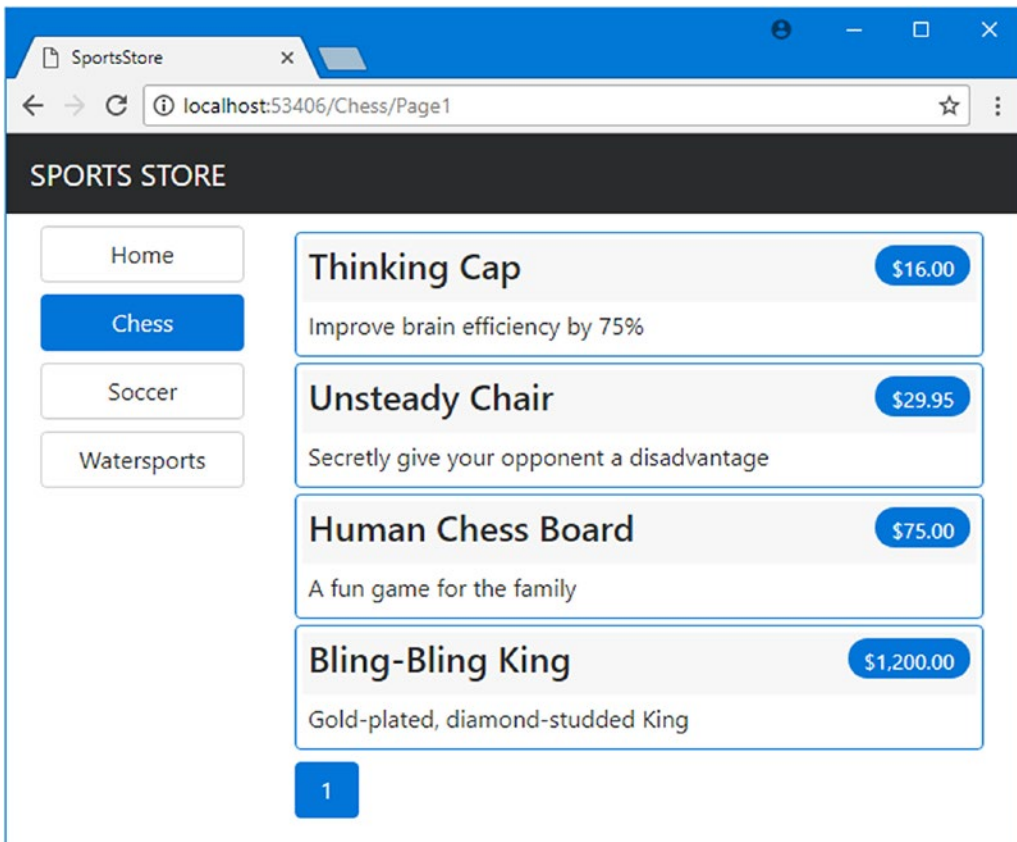 SportsStore
localhost:53406/Chess/Page1
SPORTS STORE
Home
Chess
Soccer
Watersports
Thinking Cap
$16.00
Improve brain efficiency by 75%
Unsteady Chair
$29.95
Secretly give your opponent a disadvantage
Human Chess Board
$75.00
A fun game for the family
Bling-Bling King
$1,200.00
Gold-plated, diamond-studded King
1